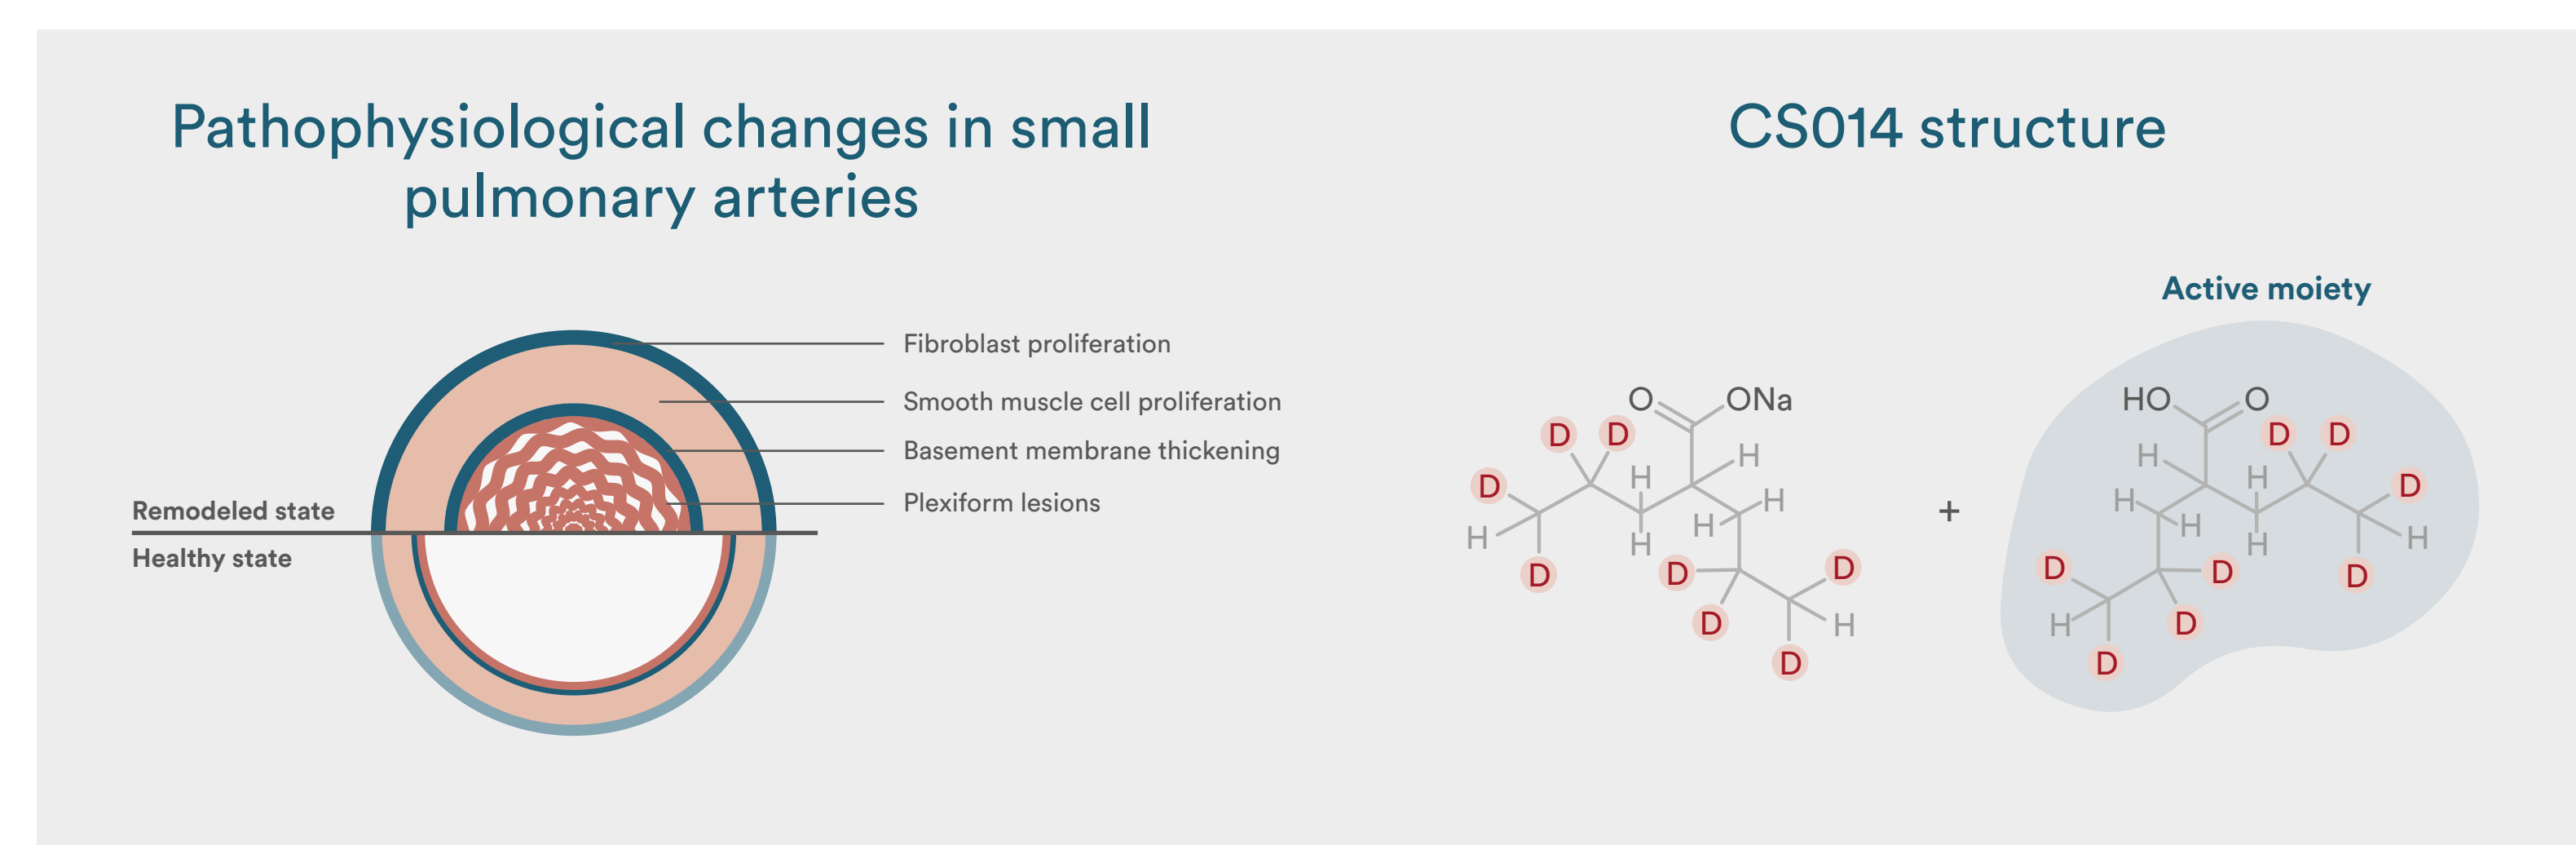 Pathophysiological changes in small
pulmonary arteries
Fibroblast proliferation
Smooth muscle cell proliferation
Basement membrane thickening
Plexiform lesions
Remodeled state
Healthy state
CS014 structure
Active moiety
O ONa
D D H
D H
H H
H H
D D D
D H
D
+
HO O
D D
H H D
H H
H H
D D D
H D
D